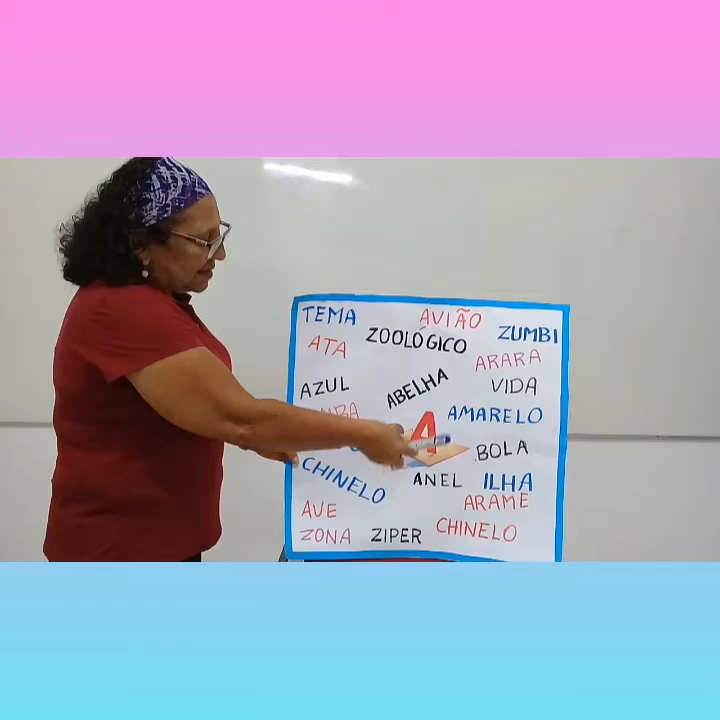 TEMA
AVIÃO
ZUMBI
ZOOLÓGICO
ATA
ARARA
AZUL
ABELHA
VIDA
AMARELO
A
BOLA
CHINELO
ANEL
ILHA
ARAME
AVE
CHINELO
ZONA
ZIPER